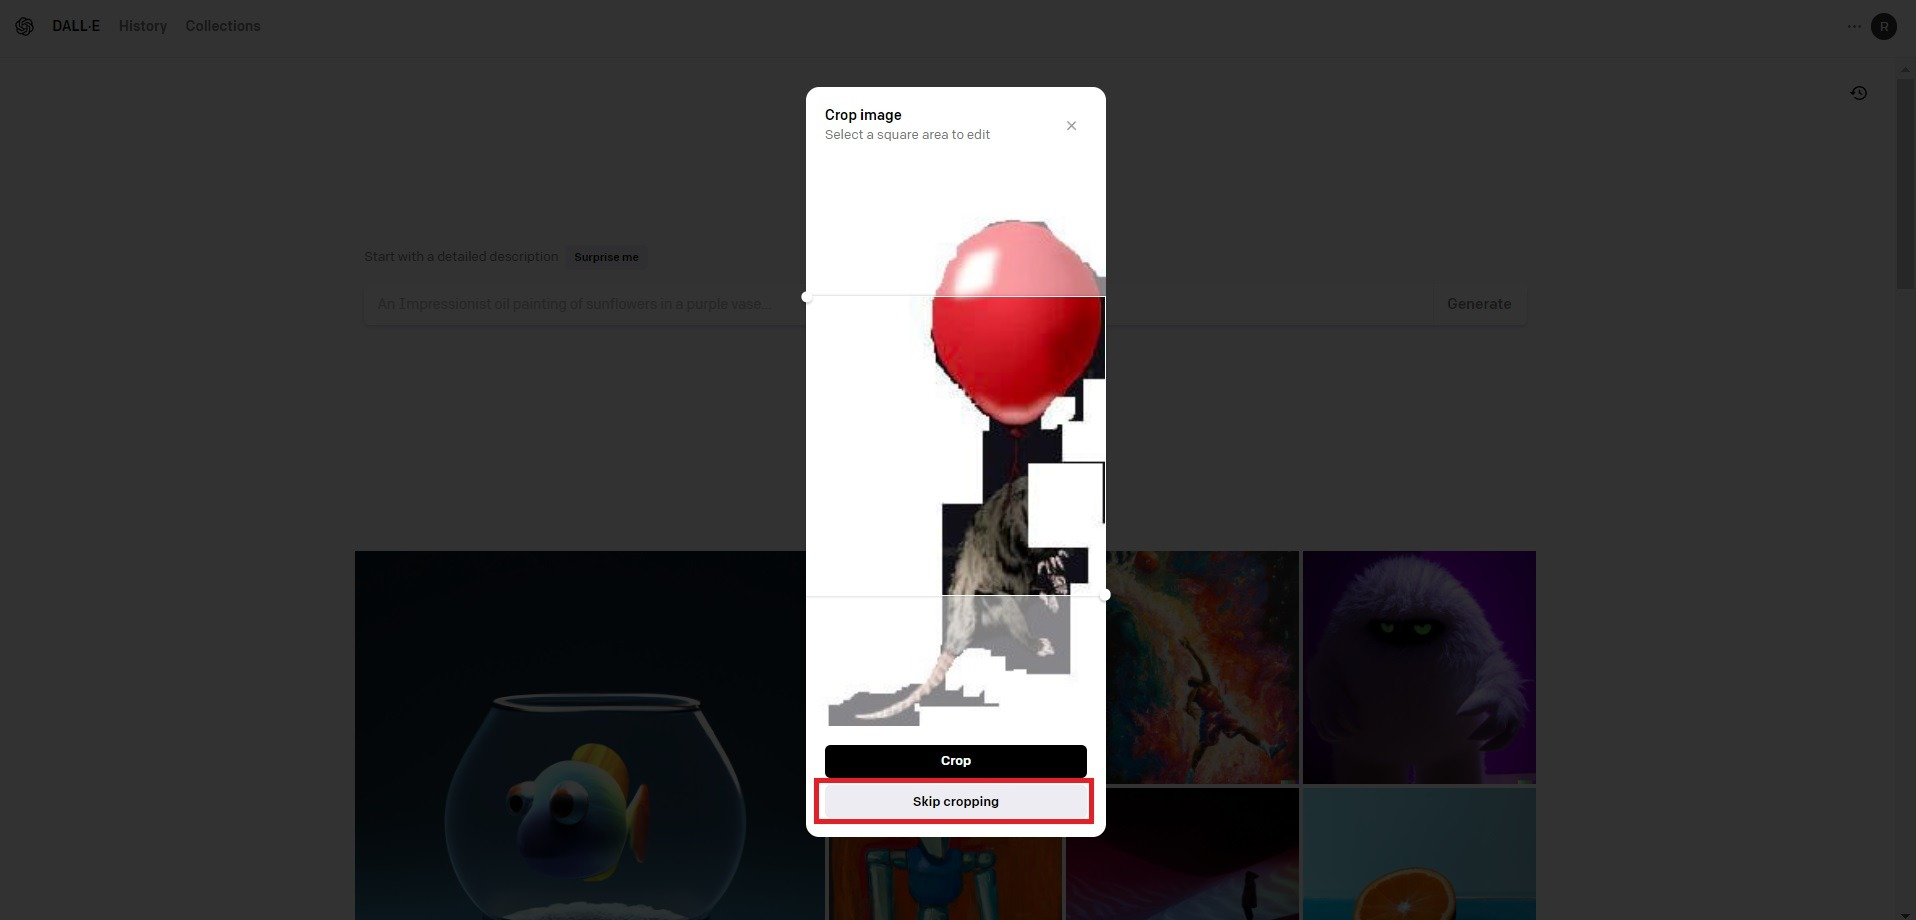 DALL·E History Collections
··· R
Crop image
Select a square area to edit
Start with a detailed description Surprise me
An Impressionist oil painting of sunflowers in a purple vase...
Generate
Crop
Skip cropping